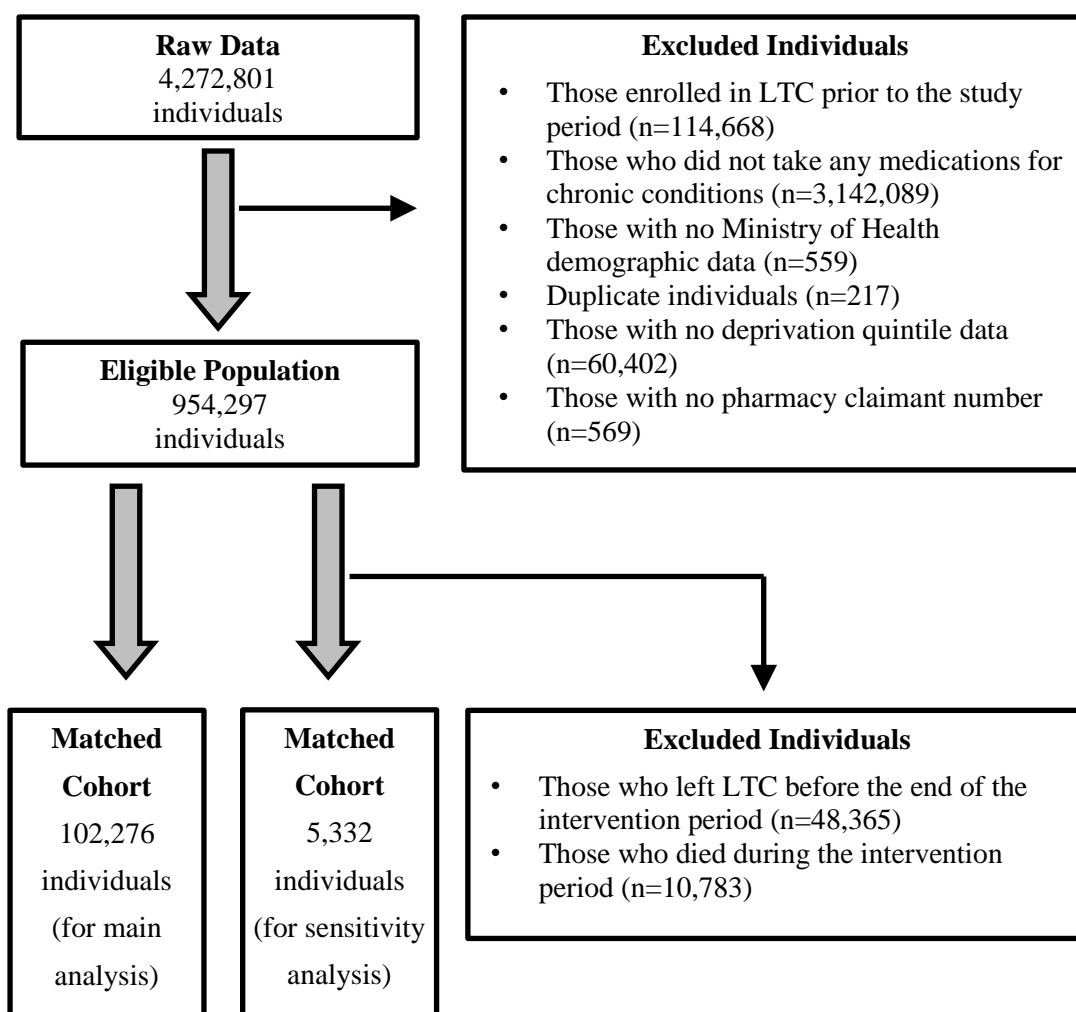 Raw Data
4,272,801
individuals
Excluded Individuals
• Those enrolled in LTC prior to the study
period (n=114,668)
• Those who did not take any medications for
chronic conditions (n=3,142,089)
• Those with no Ministry of Health
demographic data (n=559)
• Duplicate individuals (n=217)
• Those with no deprivation quintile data
(n=60,402)
• Those with no pharmacy claimant number
(n=569)
Eligible Population
954,297
individuals
Matched
Cohort
102,276
individuals
(for main
analysis)
Matched
Cohort
5,332
individuals
(for sensitivity
analysis)
Excluded Individuals
• Those who left LTC before the end of the
intervention period (n=48,365)
• Those who died during the intervention
period (n=10,783)